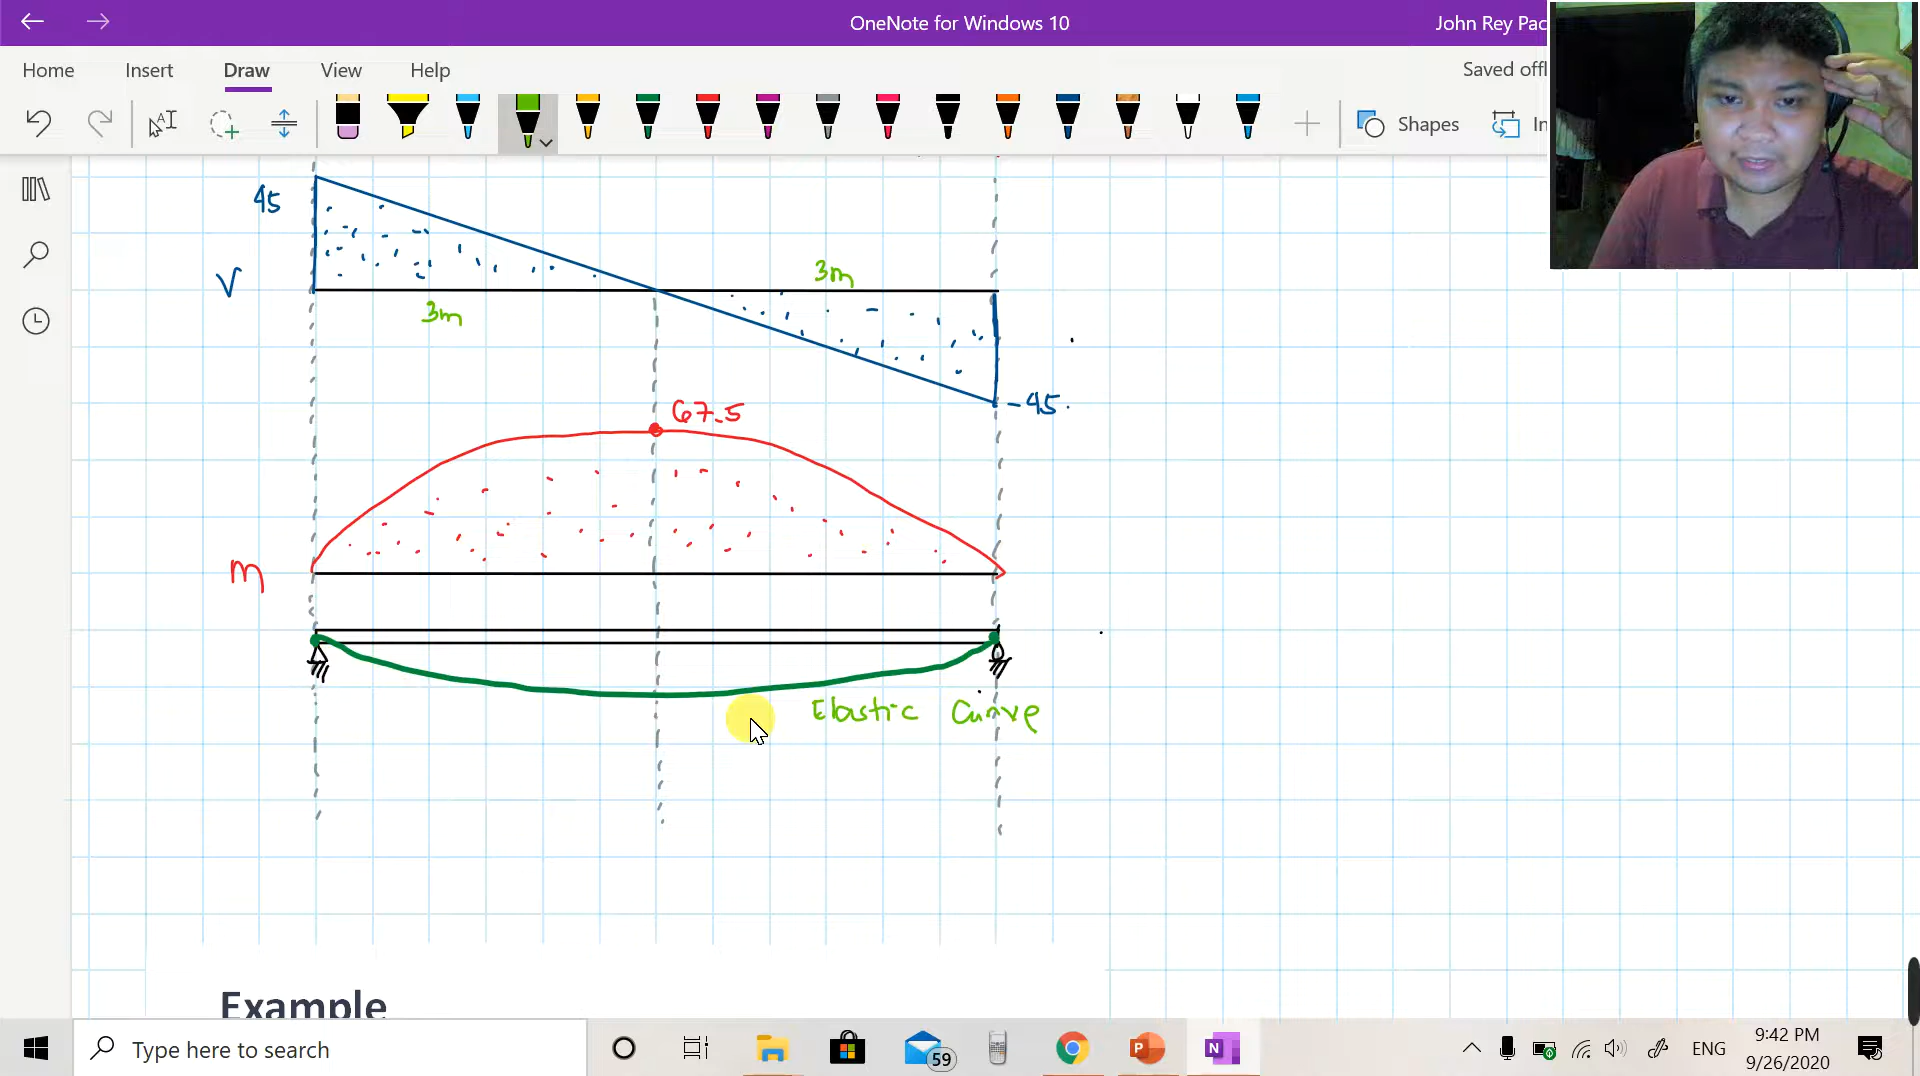 OneNote for Windows 10
John Rey Pac
Home Insert Draw View Help
Saved offl
Shapes
In
45
V
3m
3m
-45.
67.5
M
Elastic Curve
Example
Type here to search
59
ENG
9:42 PM
9/26/2020